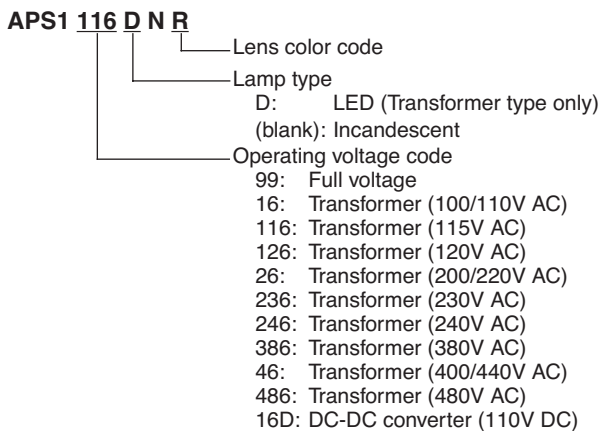 APS1 116 D N R
Lens color code
Lamp type
D: LED (Transformer type only)
(blank): Incandescent
Operating voltage code
99: Full voltage
16: Transformer (100/110V AC)
116: Transformer (115V AC)
126: Transformer (120V AC)
26: Transformer (200/220V AC)
236: Transformer (230V AC)
246: Transformer (240V AC)
386: Transformer (380V AC)
46: Transformer (400/440V AC)
486: Transformer (480V AC)
16D: DC-DC converter (110V DC)